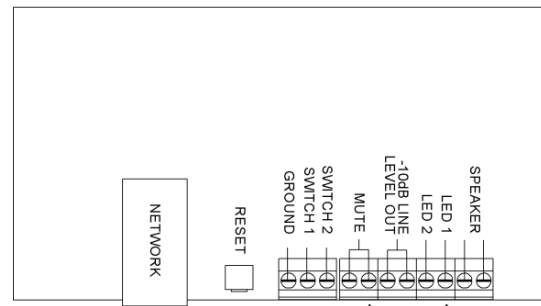 NETWORK
RESET
GROUND
SWITCH 1
SWITCH 2
MUTE
-10dB LINE
LEVEL OUT
LED 2
LED 1
SPEAKER